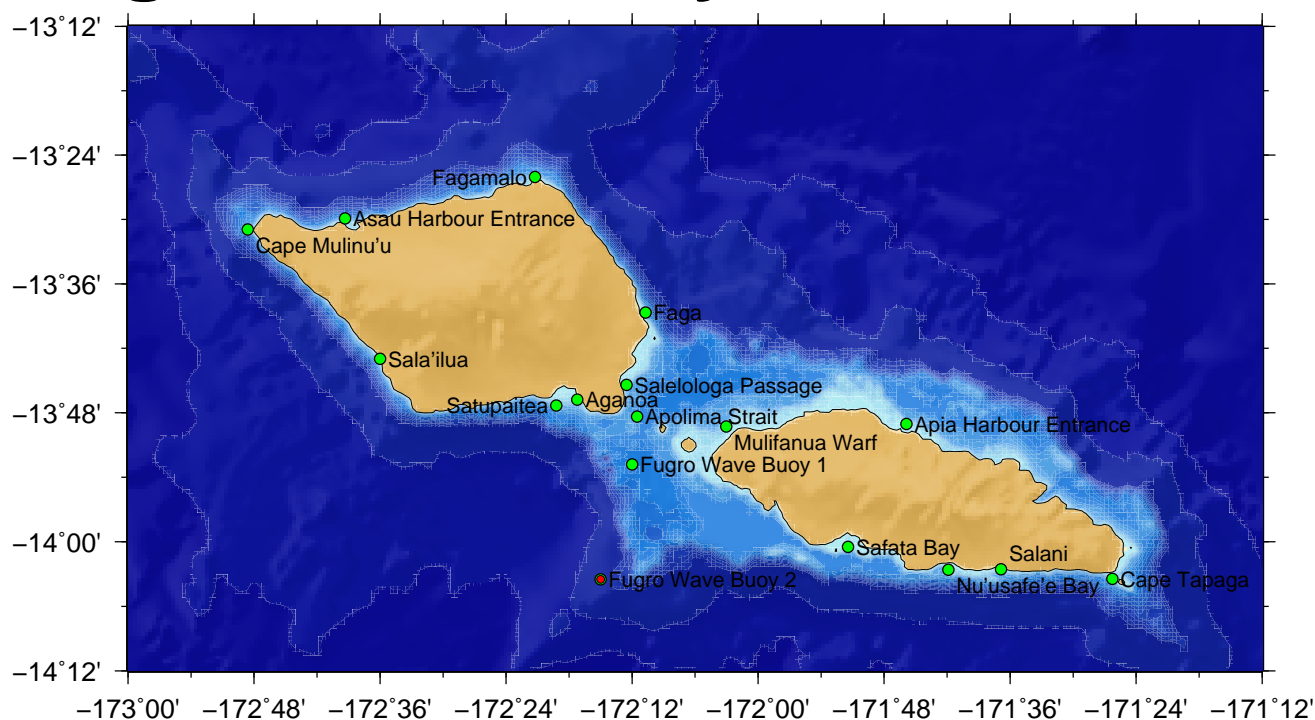 −13˚12'
−13˚24'
Fagamalo
Asau Harbour Entrance
Cape Mulinu'u
−13˚36'
Faga
Sala'ilua
Salelologa Passage
Aganoa
Satupaitea
−13˚48'
Apolima Strait
Apia Harbour Entrance
Mulifanua Warf
Fugro Wave Buoy 1
−14˚00'
Safata Bay
Salani
Fugro Wave Buoy 2
Nu'usafe'e Bay
Cape Tapaga
−14˚12'
−173˚00' −172˚48' −172˚36' −172˚24' −172˚12' −172˚00' −171˚48' −171˚36' −171˚24' −171˚12'